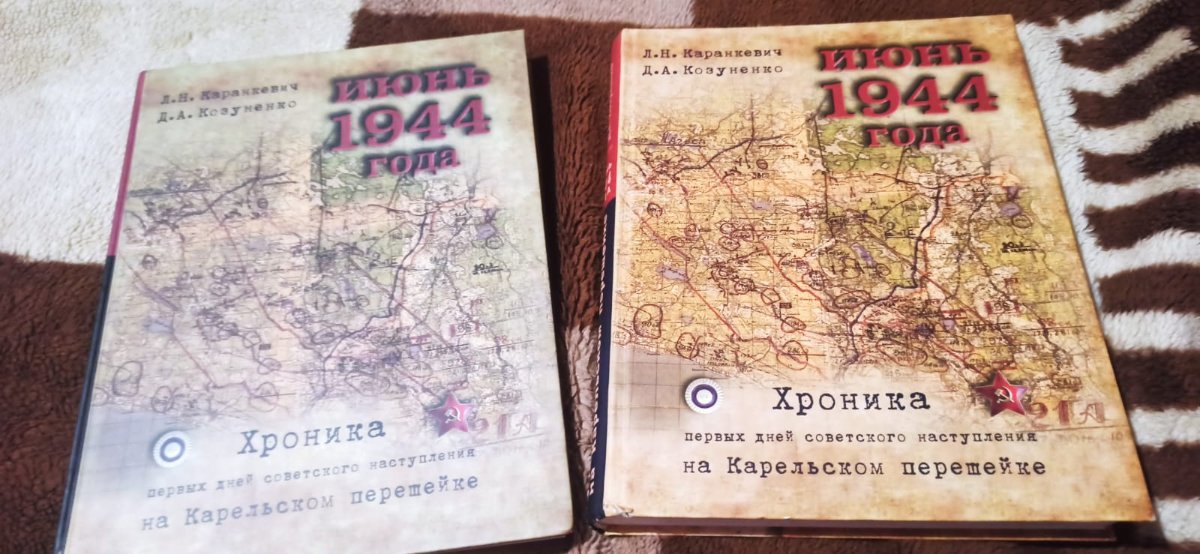 Л.Н. Каранкевич
Д.А. Козуненко
июнь
1944
года
Хроника
первых дней советского наступления
на Карельском перешейке
Л.Н. Каранкевич
Д.А. Козуненко
июнь
1944
года
Хроника
первых дней советского наступления
на Карельском перешейке